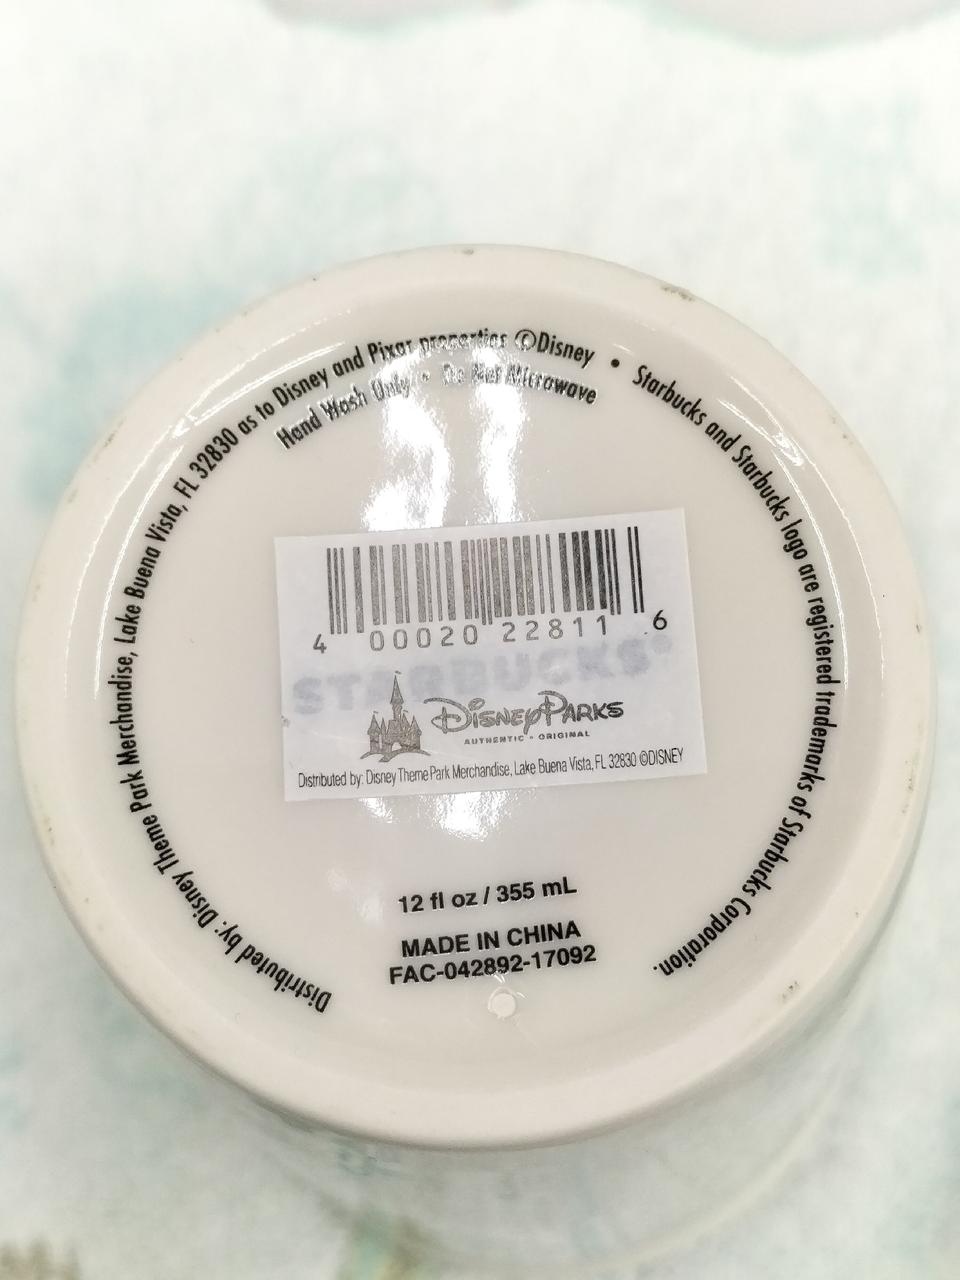 Distributed by: Disney Theme Park Merchandise, Lake Buena Vista, FL 32830 as to Disney and Pixar properties ©Disney • Starbucks and Starbucks logo are registered trademarks of Starbucks Corporation.
Hand Wash Only • Do Not Microwave
4 00020 22811 6
STARBUCKS®
DISNEY PARKS
AUTHENTIC • ORIGINAL
Distributed by: Disney Theme Park Merchandise, Lake Buena Vista, FL 32830 ©DISNEY
12 fl oz / 355 mL
MADE IN CHINA
FAC-042892-17092